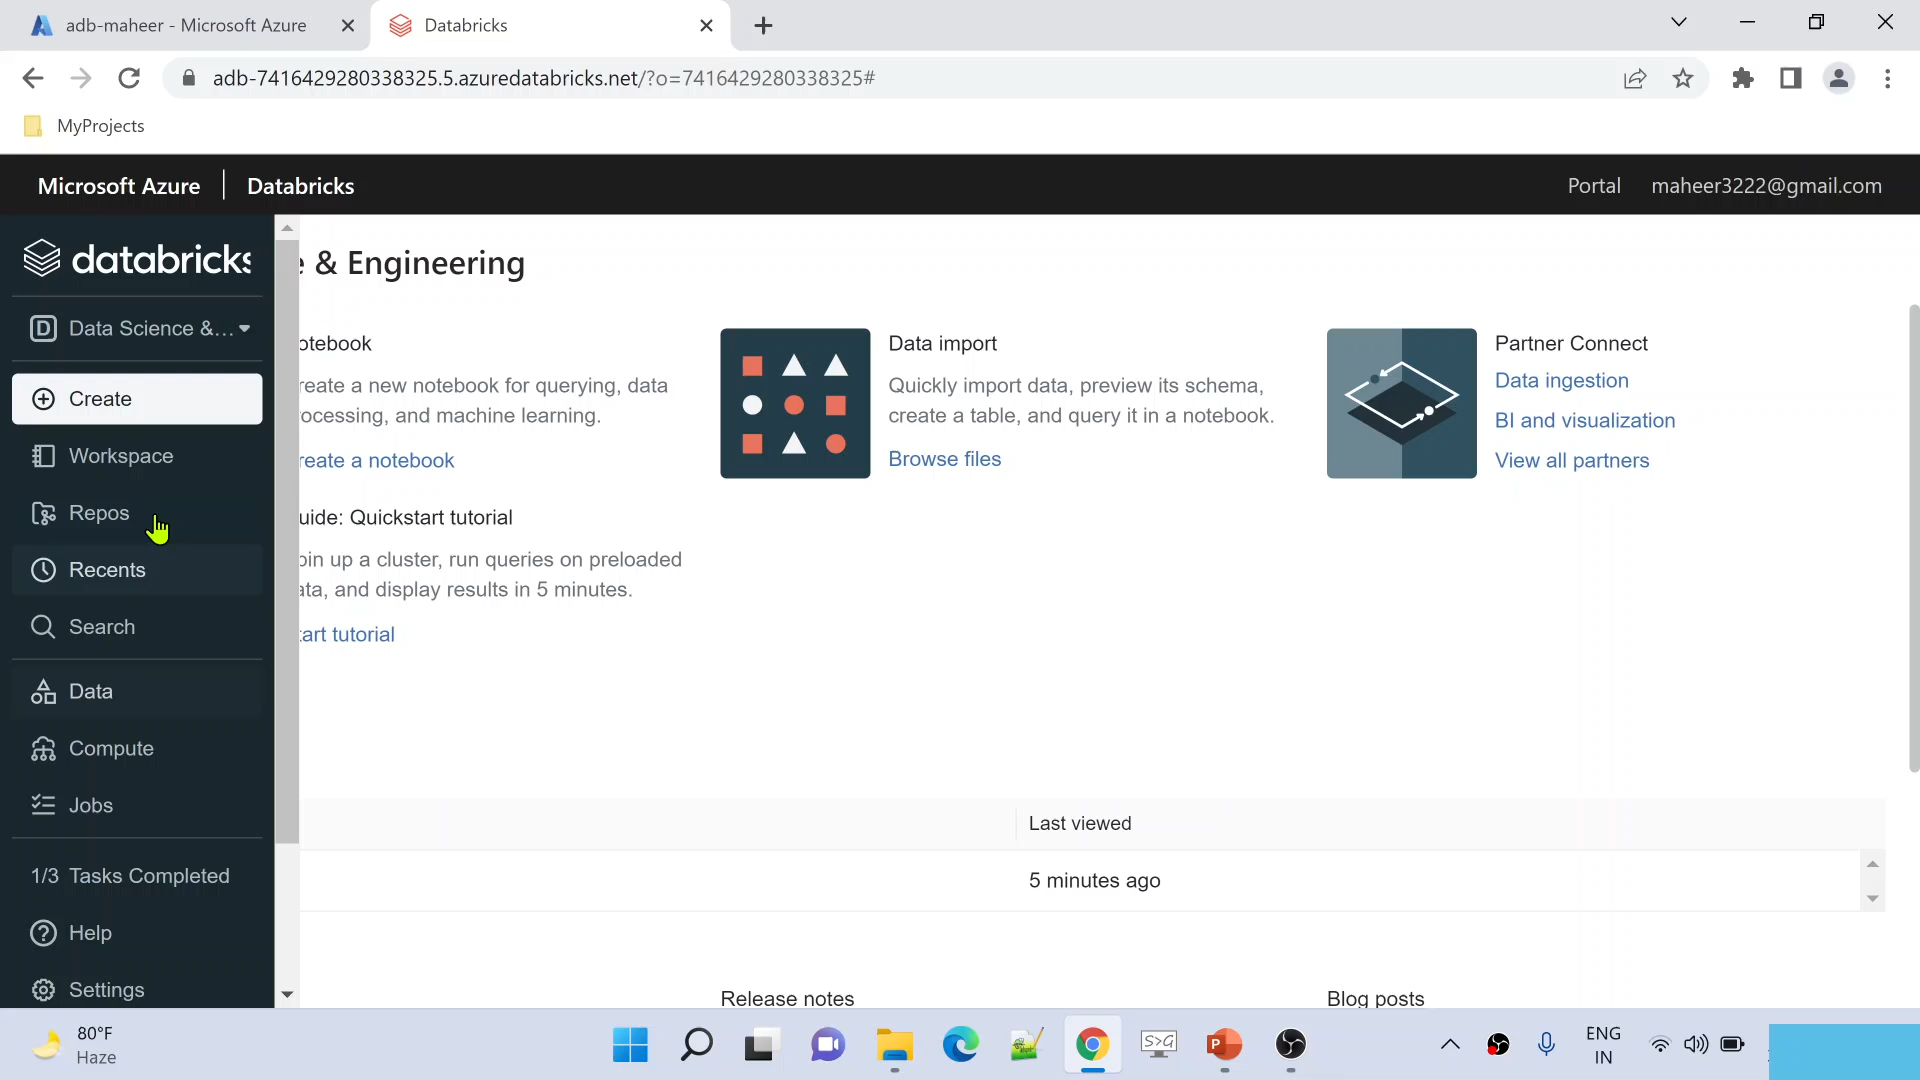 adb-maheer - Microsoft Azure
Databricks
adb-7416429280338325.5.azuredatabricks.net/?o=7416429280338325#
MyProjects
Microsoft Azure
Databricks
Portal
maheer3222@gmail.com
databricks
Data Science &...
Create
Workspace
Repos
Recents
Search
Data
Compute
Jobs
1/3 Tasks Completed
Help
Settings
& Engineering
otebook
reate a new notebook for querying, data
ocessing, and machine learning.
reate a notebook
uide: Quickstart tutorial
in up a cluster, run queries on preloaded
ata, and display results in 5 minutes.
tart tutorial
Data import
Quickly import data, preview its schema,
create a table, and query it in a notebook.
Browse files
Partner Connect
Data ingestion
BI and visualization
View all partners
Last viewed
5 minutes ago
Release notes
Blog posts
80°F
Haze
S>G
P
ENG
IN